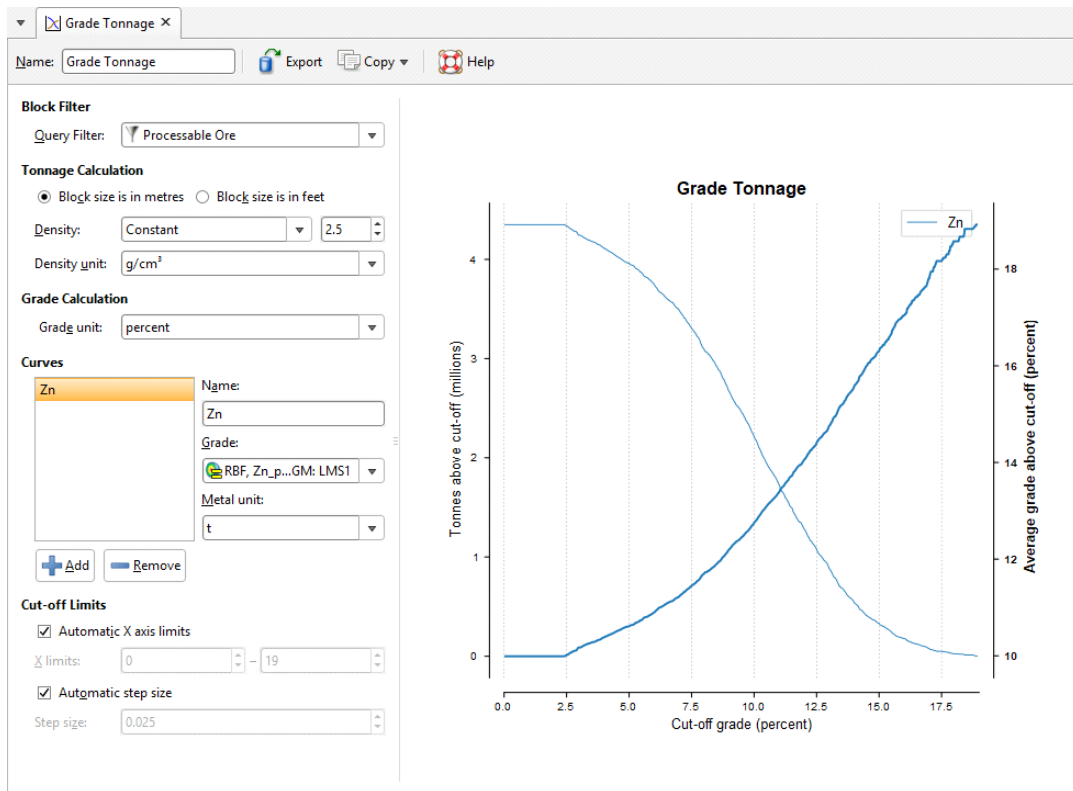 Grade Tonnage
Name: Grade Tonnage Export Copy Help
Block Filter
Query Filter: Processable Ore
Tonnage Calculation
Block size is in metres Block size is in feet
Density: Constant 2.5
Density unit: g/cm³
Grade Calculation
Grade unit: percent
Curves
Zn
Name:
Zn
Grade:
RBF, Zn_p...GM: LMS1
Metal unit:
t
Add Remove
Cut-off Limits
Automatic X axis limits
X limits: 0 – 19
Automatic step size
Step size: 0.025
Grade Tonnage
Zn
Tonnes above cut-off (millions)
4
3
2
1
0
Average grade above cut-off (percent)
18
16
14
12
10
0.0 2.5 5.0 7.5 10.0 12.5 15.0 17.5
Cut-off grade (percent)